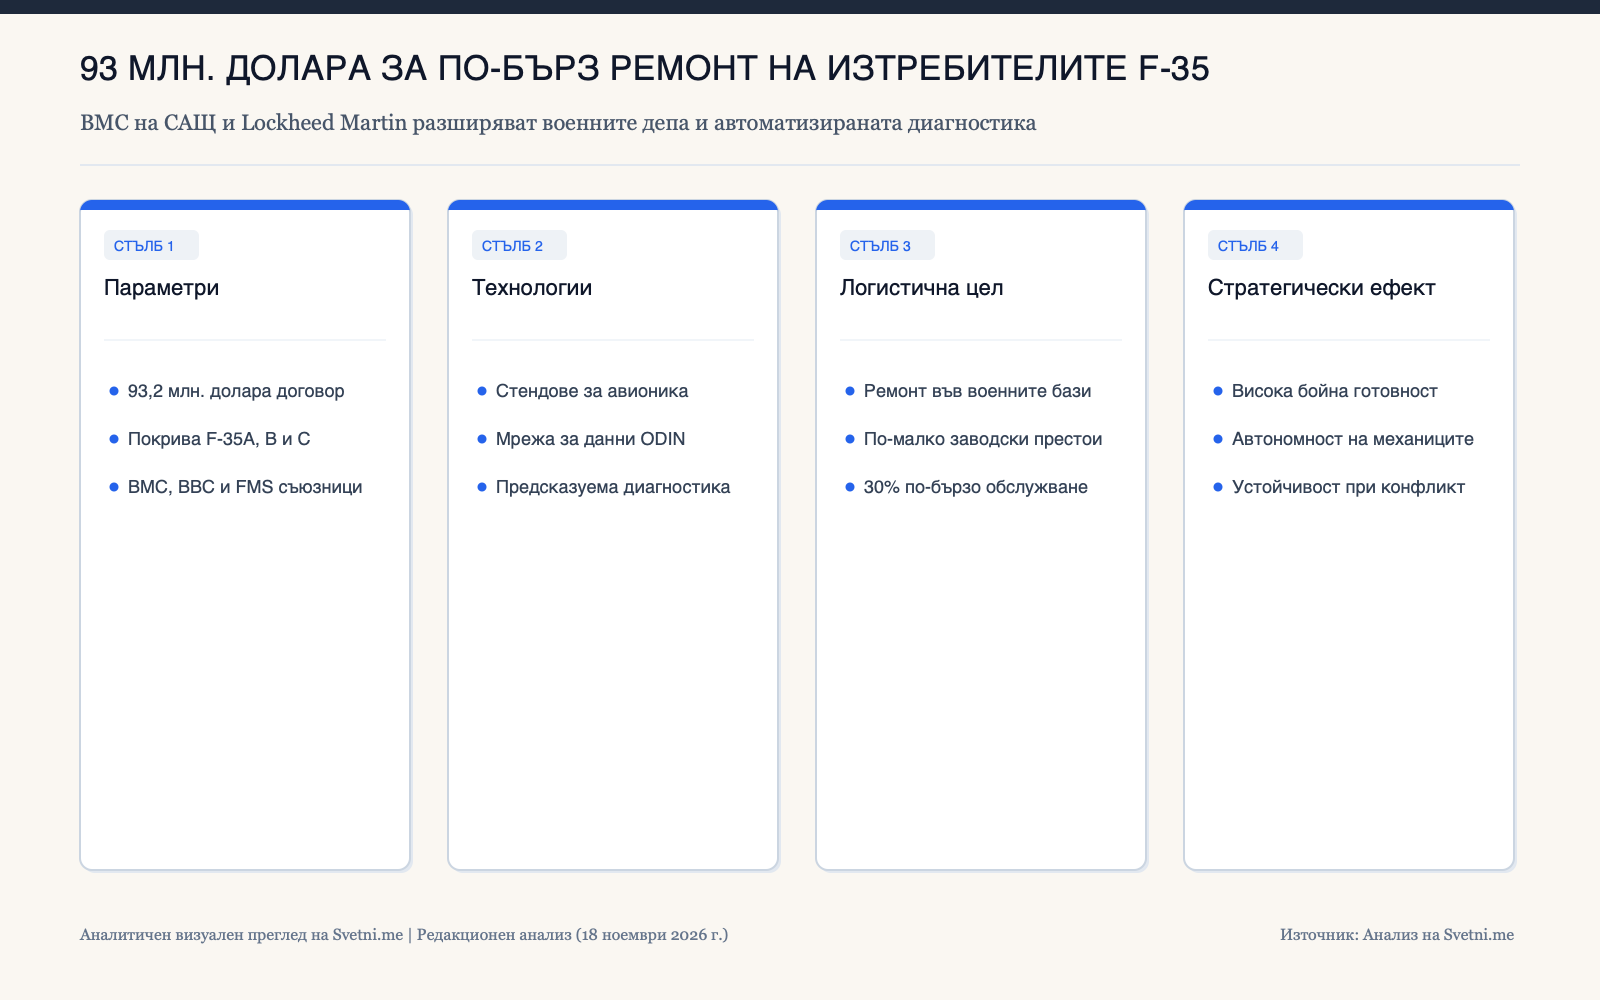 93 МЛН. ДОЛАРА ЗА ПО-БЪРЗ РЕМОНТ НА ИЗТРЕБИТЕЛИТЕ F-35
ВМС на САЩ и Lockheed Martin разширяват военните депа и автоматизираната диагностика
СТЪЛБ 1
Параметри
93,2 млн. долара договор
Покрива F-35A, B и C
ВМС, ВВС и FMS съюзници
СТЪЛБ 2
Технологии
Стендове за авионика
Мрежа за данни ODIN
Предсказуема диагностика
СТЪЛБ 3
Логистична цел
Ремонт във военните бази
По-малко заводски престои
30% по-бързо обслужване
СТЪЛБ 4
Стратегически ефект
Висока бойна готовност
Автономност на механиците
Устойчивост при конфликт
Аналитичен визуален преглед на Svetni.me | Редакционен анализ (18 ноември 2026 г.)
Източник: Анализ на Svetni.me